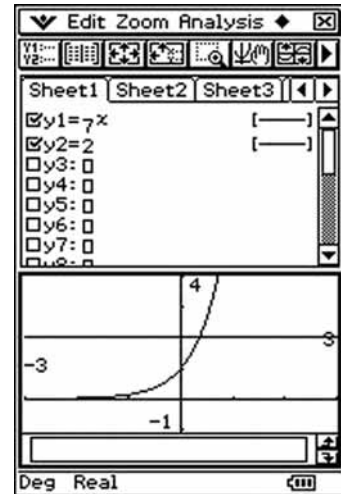 Edit Zoom Analysis
Sheet1 Sheet2 Sheet3
y1=7^x
y2=2
y3:
y4:
y5:
y6:
y7:
4
3
-3
-1
Deg Real